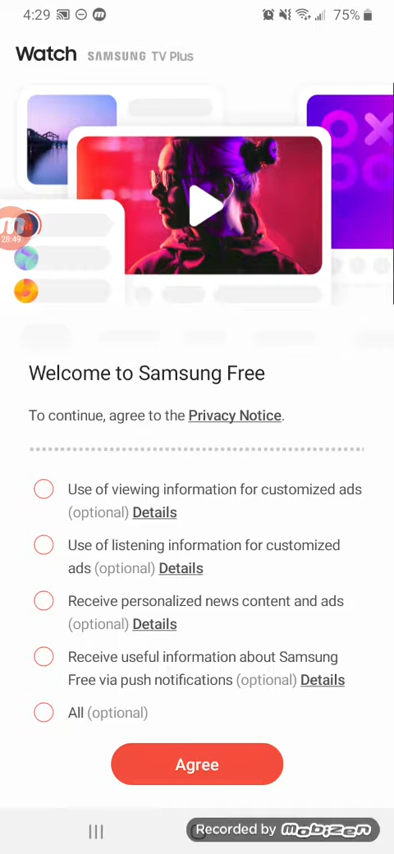 4:29 75%
Watch SAMSUNG TV Plus
28:49
Welcome to Samsung Free
To continue, agree to the Privacy Notice.
Use of viewing information for customized ads
(optional) Details
Use of listening information for customized
ads (optional) Details
Receive personalized news content and ads
(optional) Details
Receive useful information about Samsung
Free via push notifications (optional) Details
All (optional)
Agree
Recorded by mobizen